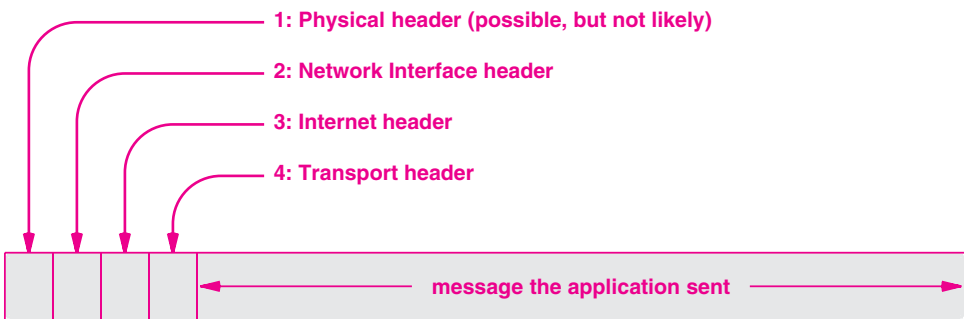 1: Physical header (possible, but not likely)
2: Network Interface header
3: Internet header
4: Transport header
message the application sent